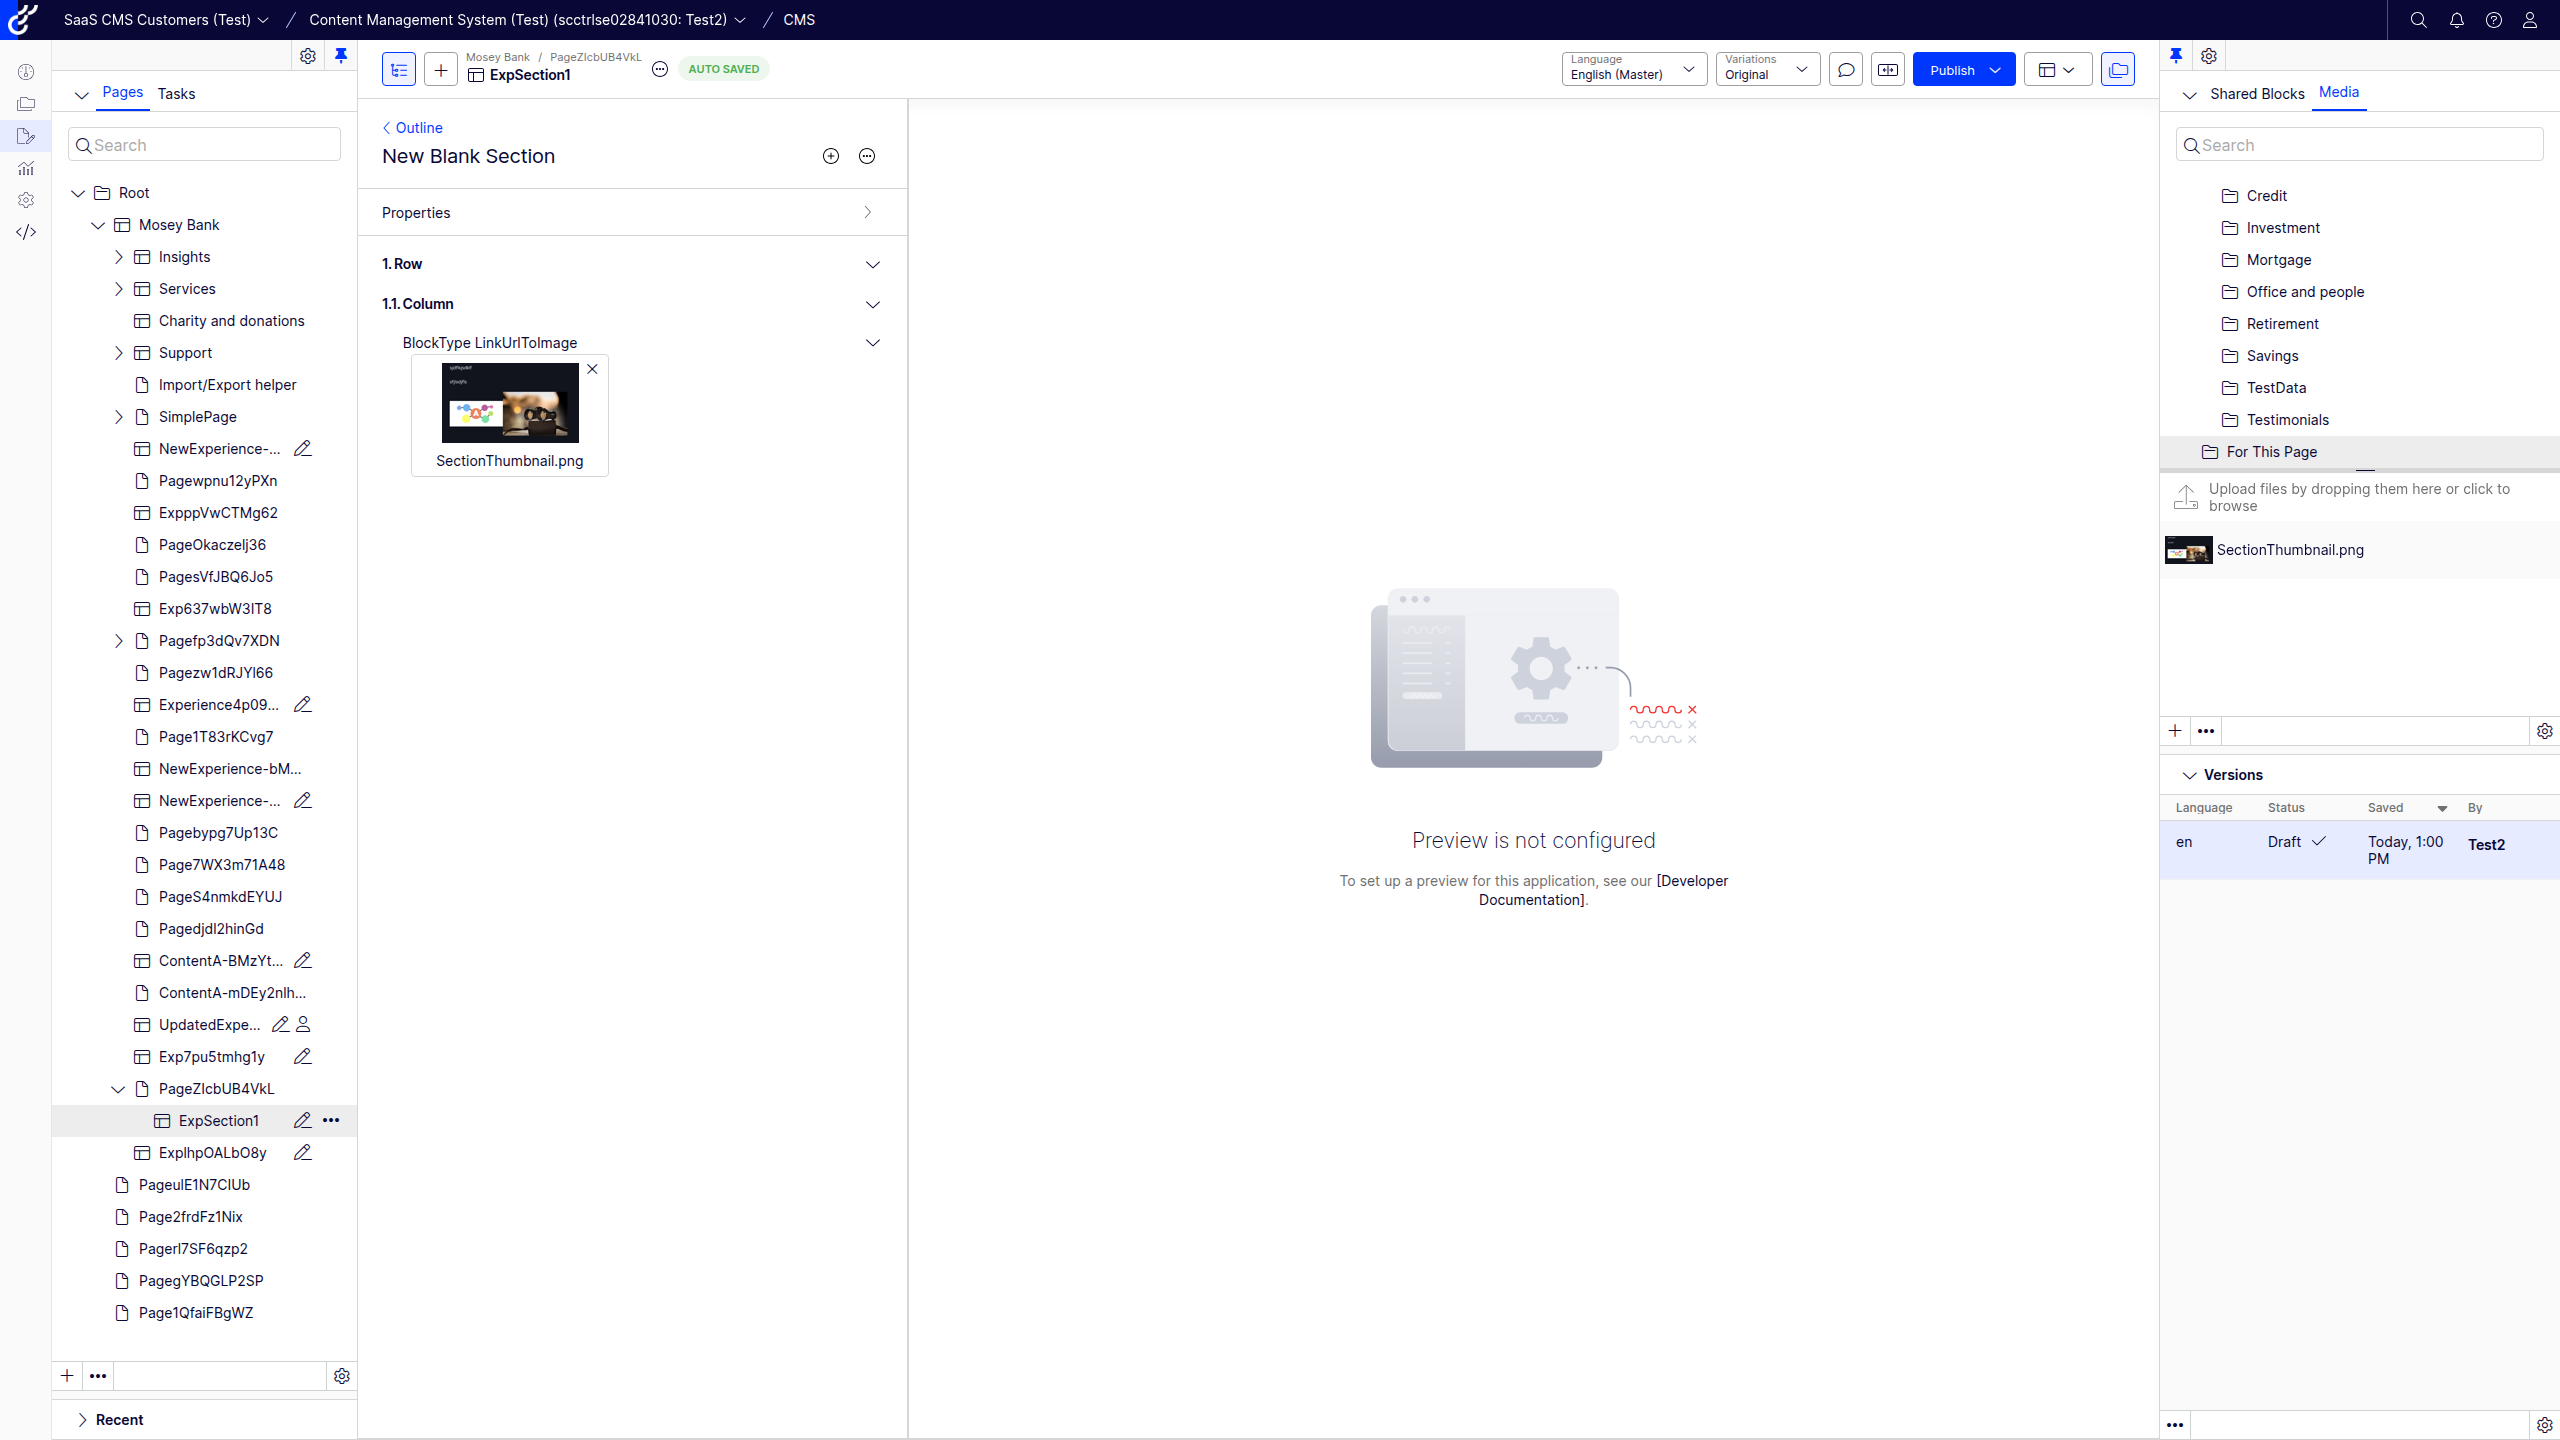 SaaS CMS Customers (Test) / Content Management System (Test) (scctrlse02841030: Test2) / CMS
Pages Tasks
Search
Root
Mosey Bank
Insights
Services
Charity and donations
Support
Import/Export helper
SimplePage
NewExperience-...
Pagewpnu12yPXn
ExpppVwCTMg62
PageOkaczelj36
PagesVfJBQ6Jo5
Exp637wbW3IT8
Pagefp3dQv7XDN
Pagezw1dRJYI66
Experience4p09...
Page1T83rKCvg7
NewExperience-bM...
NewExperience-...
Pagebypg7Up13C
Page7WX3m71A48
PageS4nmkdEYUJ
Pagedjdl2hinGd
ContentA-BMzYt...
ContentA-mDEy2nlh...
UpdatedExpe...
Exp7pu5tmhg1y
PageZlcbUB4VkL
ExpSection1
ExplhpOALbO8y
PageulE1N7ClUb
Page2frdFz1Nix
Pagerl7SF6qzp2
PagegYBQGLP2SP
Page1QfaiFBgWZ
Recent
Mosey Bank / PageZlcbUB4VkL
ExpSection1
AUTO SAVED
Language
English (Master)
Variations
Original
Publish
Outline
New Blank Section
Properties
1. Row
1.1. Column
BlockType LinkUrlToImage
SectionThumbnail.png
Preview is not configured
To set up a preview for this application, see our [Developer
Documentation].
Shared Blocks Media
Search
Credit
Investment
Mortgage
Office and people
Retirement
Savings
TestData
Testimonials
For This Page
Upload files by dropping them here or click to
browse
SectionThumbnail.png
Versions
Language Status Saved By
en Draft Today, 1:00 PM Test2